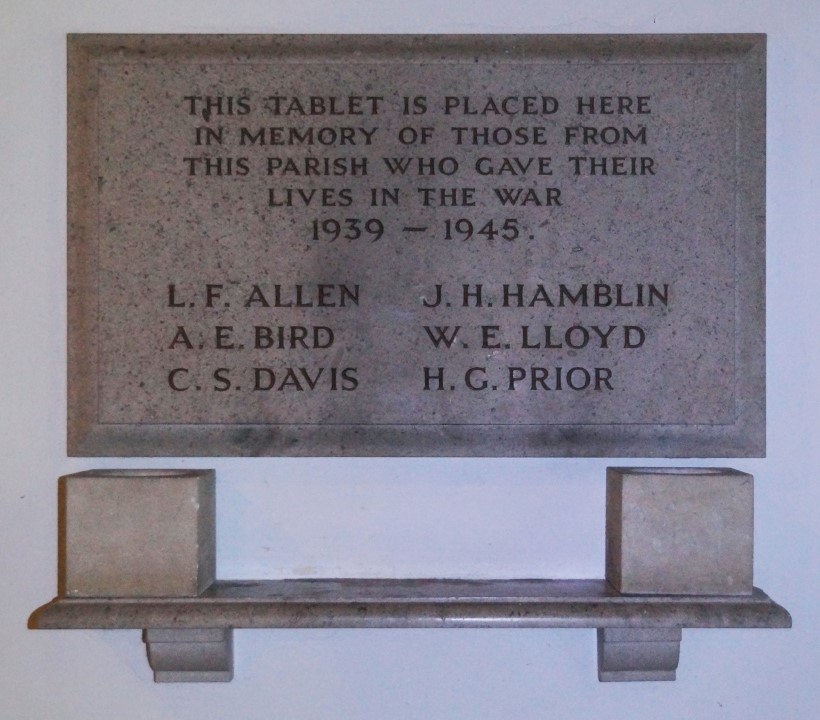 THIS TABLET IS PLACED HERE
IN MEMORY OF THOSE FROM
THIS PARISH WHO GAVE THEIR
LIVES IN THE WAR
1939 – 1945.
L. F. ALLEN J. H. HAMBLIN
A. E. BIRD W. E. LLOYD
C. S. DAVIS H. G. PRIOR